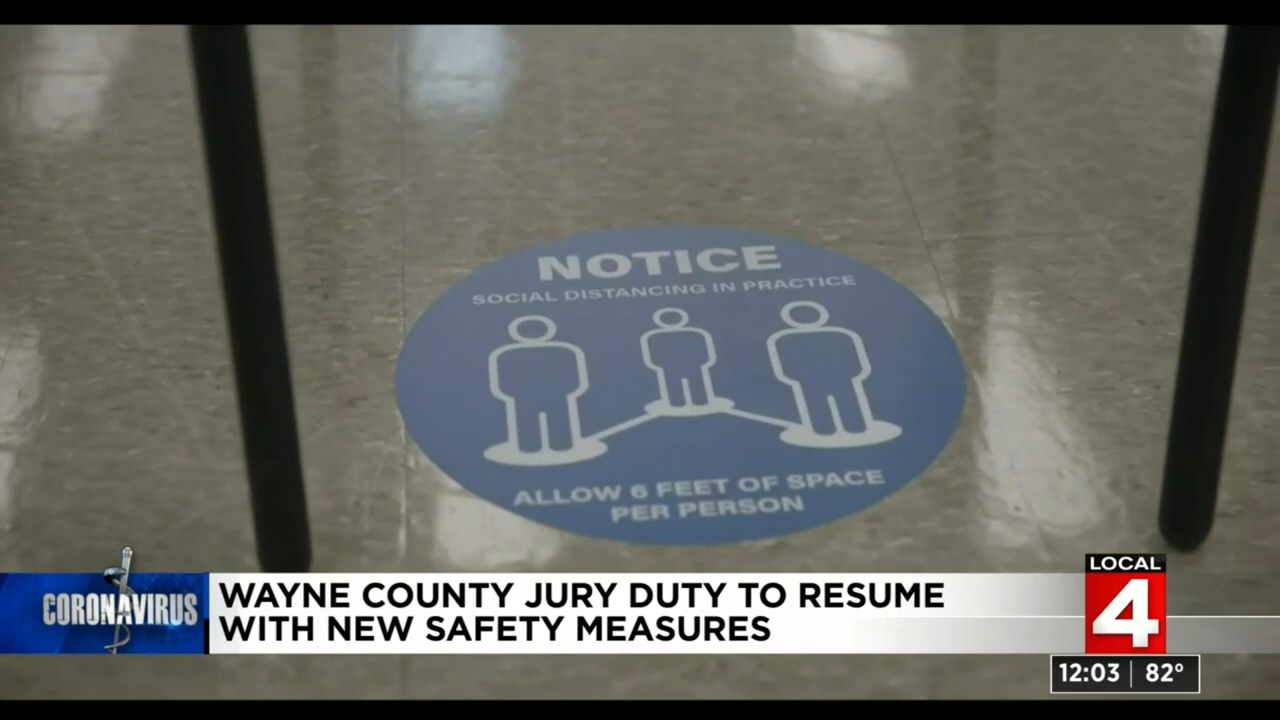 NOTICE
SOCIAL DISTANCING IN PRACTICE
ALLOW 6 FEET OF SPACE
PER PERSON
CORONAVIRUS
WAYNE COUNTY JURY DUTY TO RESUME
WITH NEW SAFETY MEASURES
LOCAL
4
12:03 82°